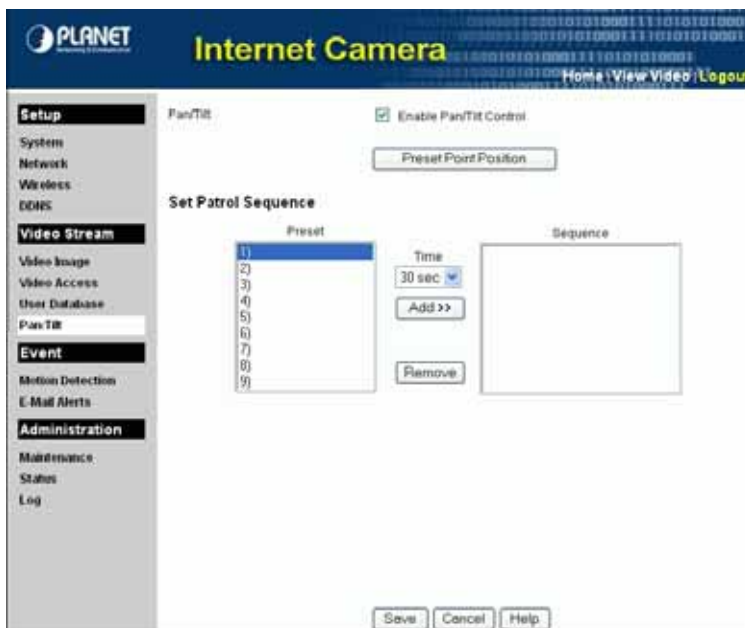 PLANET
Networking & Communication
Internet Camera
Home | View Video | Logou
Setup
System
Network
Wireless
DDNS
Video Stream
Video Image
Video Access
User Database
Pan/Tilt
Event
Motion Detection
E-Mail Alerts
Administration
Maintenance
Status
Log
Pan/Tilt
Enable Pan/Tilt Control
Preset Point Position
Set Patrol Sequence
Preset
1)
2)
3)
4)
5)
6)
7)
8)
9)
Time
30 sec
Add >>
Remove
Sequence
Save
Cancel
Help